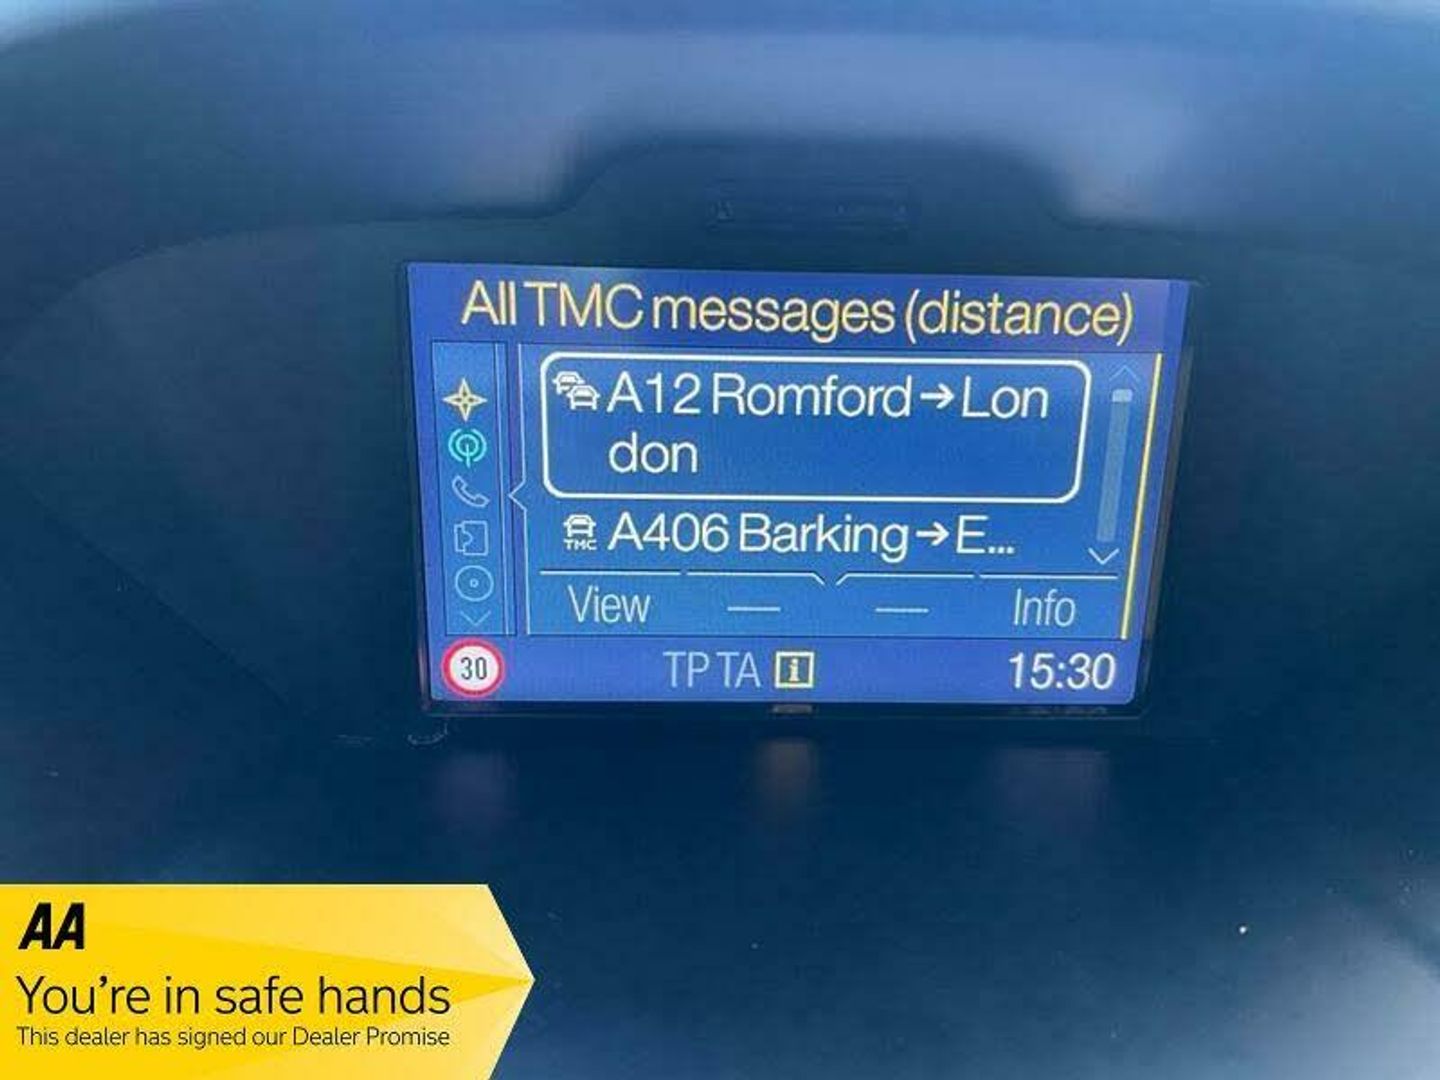 All TMC messages (distance)
A12 Romford→Lon
don
TMC A406 Barking→E...
View — — Info
30 TP TA i 15:30
AA
You're in safe hands
This dealer has signed our Dealer Promise